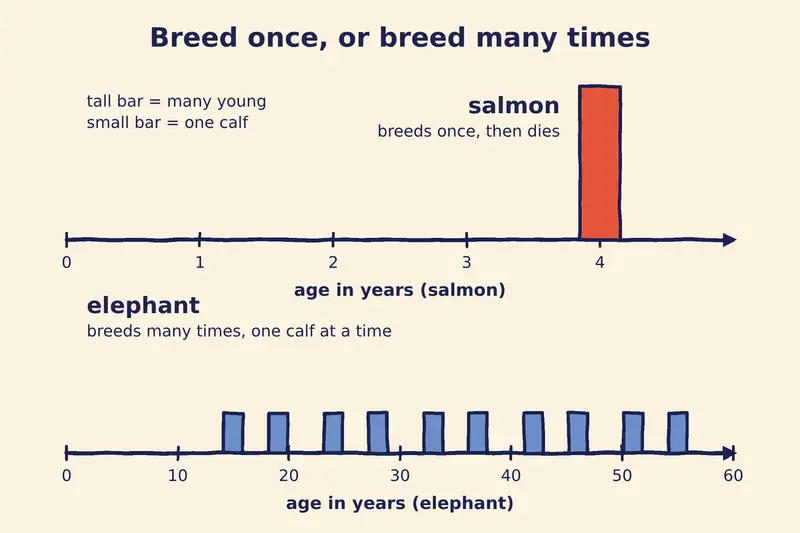 Breed once, or breed many times
tall bar = many young
small bar = one calf
salmon
breeds once, then dies
0 1 2 3 4
age in years (salmon)
elephant
breeds many times, one calf at a time
0 10 20 30 40 50 60
age in years (elephant)